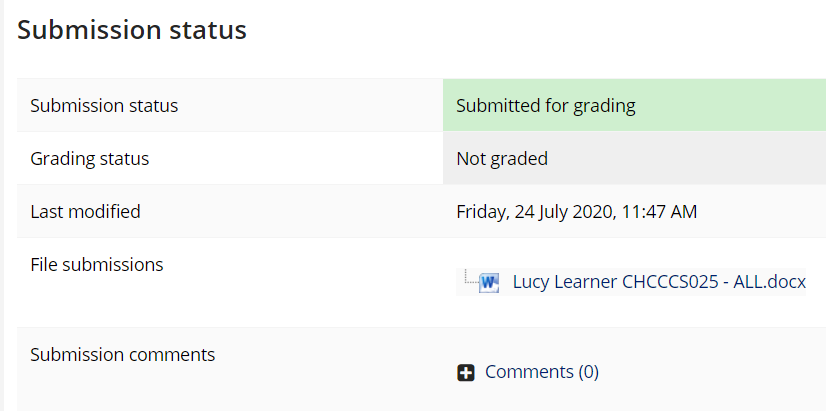 Submission status
Submission status Submitted for grading
Grading status Not graded
Last modified Friday, 24 July 2020, 11:47 AM
File submissions
Lucy Learner CHCCCS025 - ALL.docx
Submission comments
Comments (0)